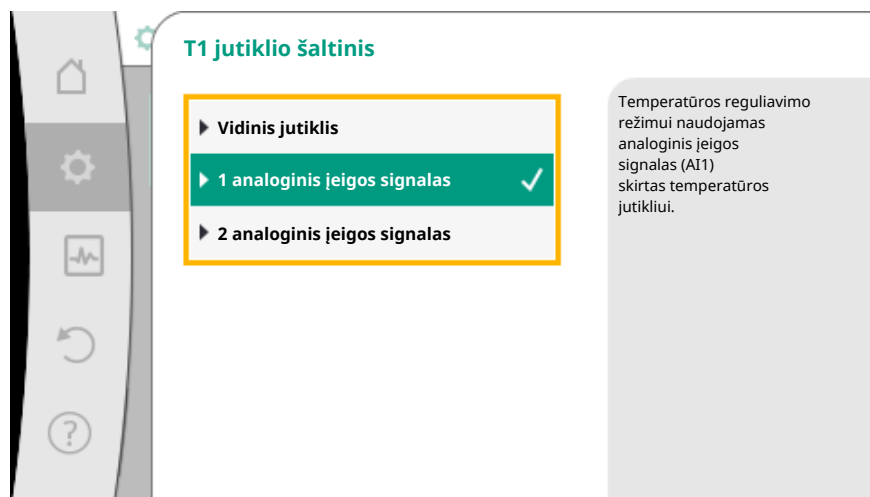 T1 jutiklio šaltinis
Vidinis jutiklis
1 analoginis įeigos signalas
2 analoginis įeigos signalas
Temperatūros reguliavimo
režimui naudojamas
analoginis įeigos
signalas (AI1)
skirtas temperatūros
jutikliui.
?